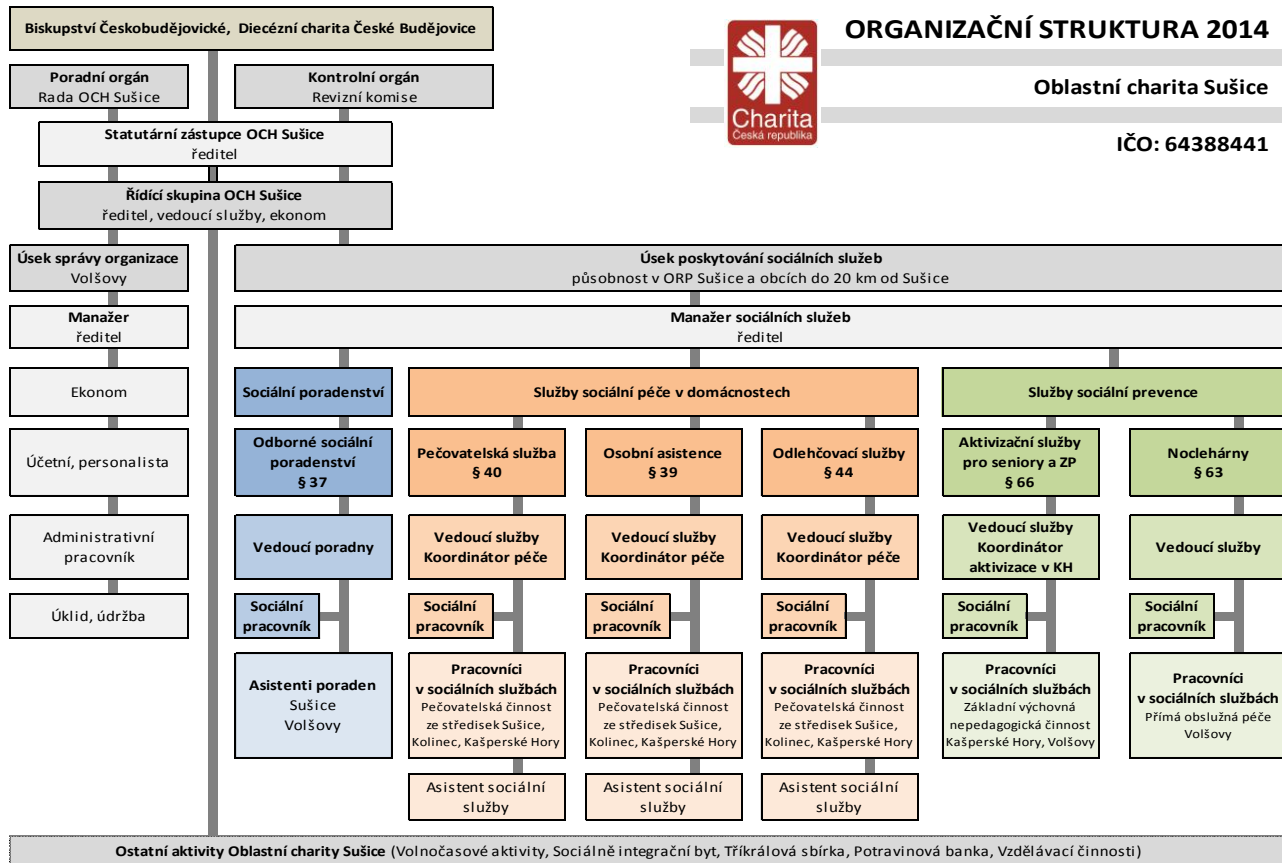 Biskupství Českobudějovické, Diecézní charita České Budějovice
ORGANIZAČNÍ STRUKTURA 2014
Oblastní charita Sušice
IČO: 64388441
Charita
Česká republika
Poradní orgán
Rada OCH Sušice
Kontrolní orgán
Revizní komise
Statutární zástupce OCH Sušice
ředitel
Řídící skupina OCH Sušice
ředitel, vedoucí služby, ekonom
Úsek správy organizace
Volšovy
Úsek poskytování sociálních služeb
působnost v ORP Sušice a obcích do 20 km od Sušice
Manažer
ředitel
Manažer sociálních služeb
ředitel
Ekonom
Sociální poradenství
Služby sociální péče v domácnostech
Služby sociální prevence
Účetní, personalista
Odborné sociální
poradenství
§ 37
Pečovatelská služba
§ 40
Osobní asistence
§ 39
Odlehčovací služby
§ 44
Aktivizační služby
pro seniory a ZP
§ 66
Noclehárny
§ 63
Administrativní
pracovník
Vedoucí poradny
Vedoucí služby
Koordinátor péče
Vedoucí služby
Koordinátor péče
Vedoucí služby
Koordinátor péče
Vedoucí služby
Koordinátor
aktivizace v KH
Vedoucí služby
Úklid, údržba
Sociální
pracovník
Sociální
pracovník
Sociální
pracovník
Sociální
pracovník
Sociální
pracovník
Sociální
pracovník
Asistenti poraden
Sušice
Volšovy
Pracovníci
v sociálních službách
Pečovatelská činnost
ze středisek Sušice,
Kolinec, Kašperské Hory
Pracovníci
v sociálních službách
Pečovatelská činnost
ze středisek Sušice,
Kolinec, Kašperské Hory
Pracovníci
v sociálních službách
Pečovatelská činnost
ze středisek Sušice,
Kolinec, Kašperské Hory
Pracovníci
v sociálních službách
Základní výchovná
nepedagogická činnost
Kašperské Hory, Volšovy
Pracovníci
v sociálních službách
Přímá obslužná péče
Volšovy
Asistent sociální
služby
Asistent sociální
služby
Asistent sociální
služby
Ostatní aktivity Oblastní charity Sušice (Volnočasové aktivity, Sociálně integrační byt, Tříkrálová sbírka, Potravinová banka, Vzdělávací činnosti)